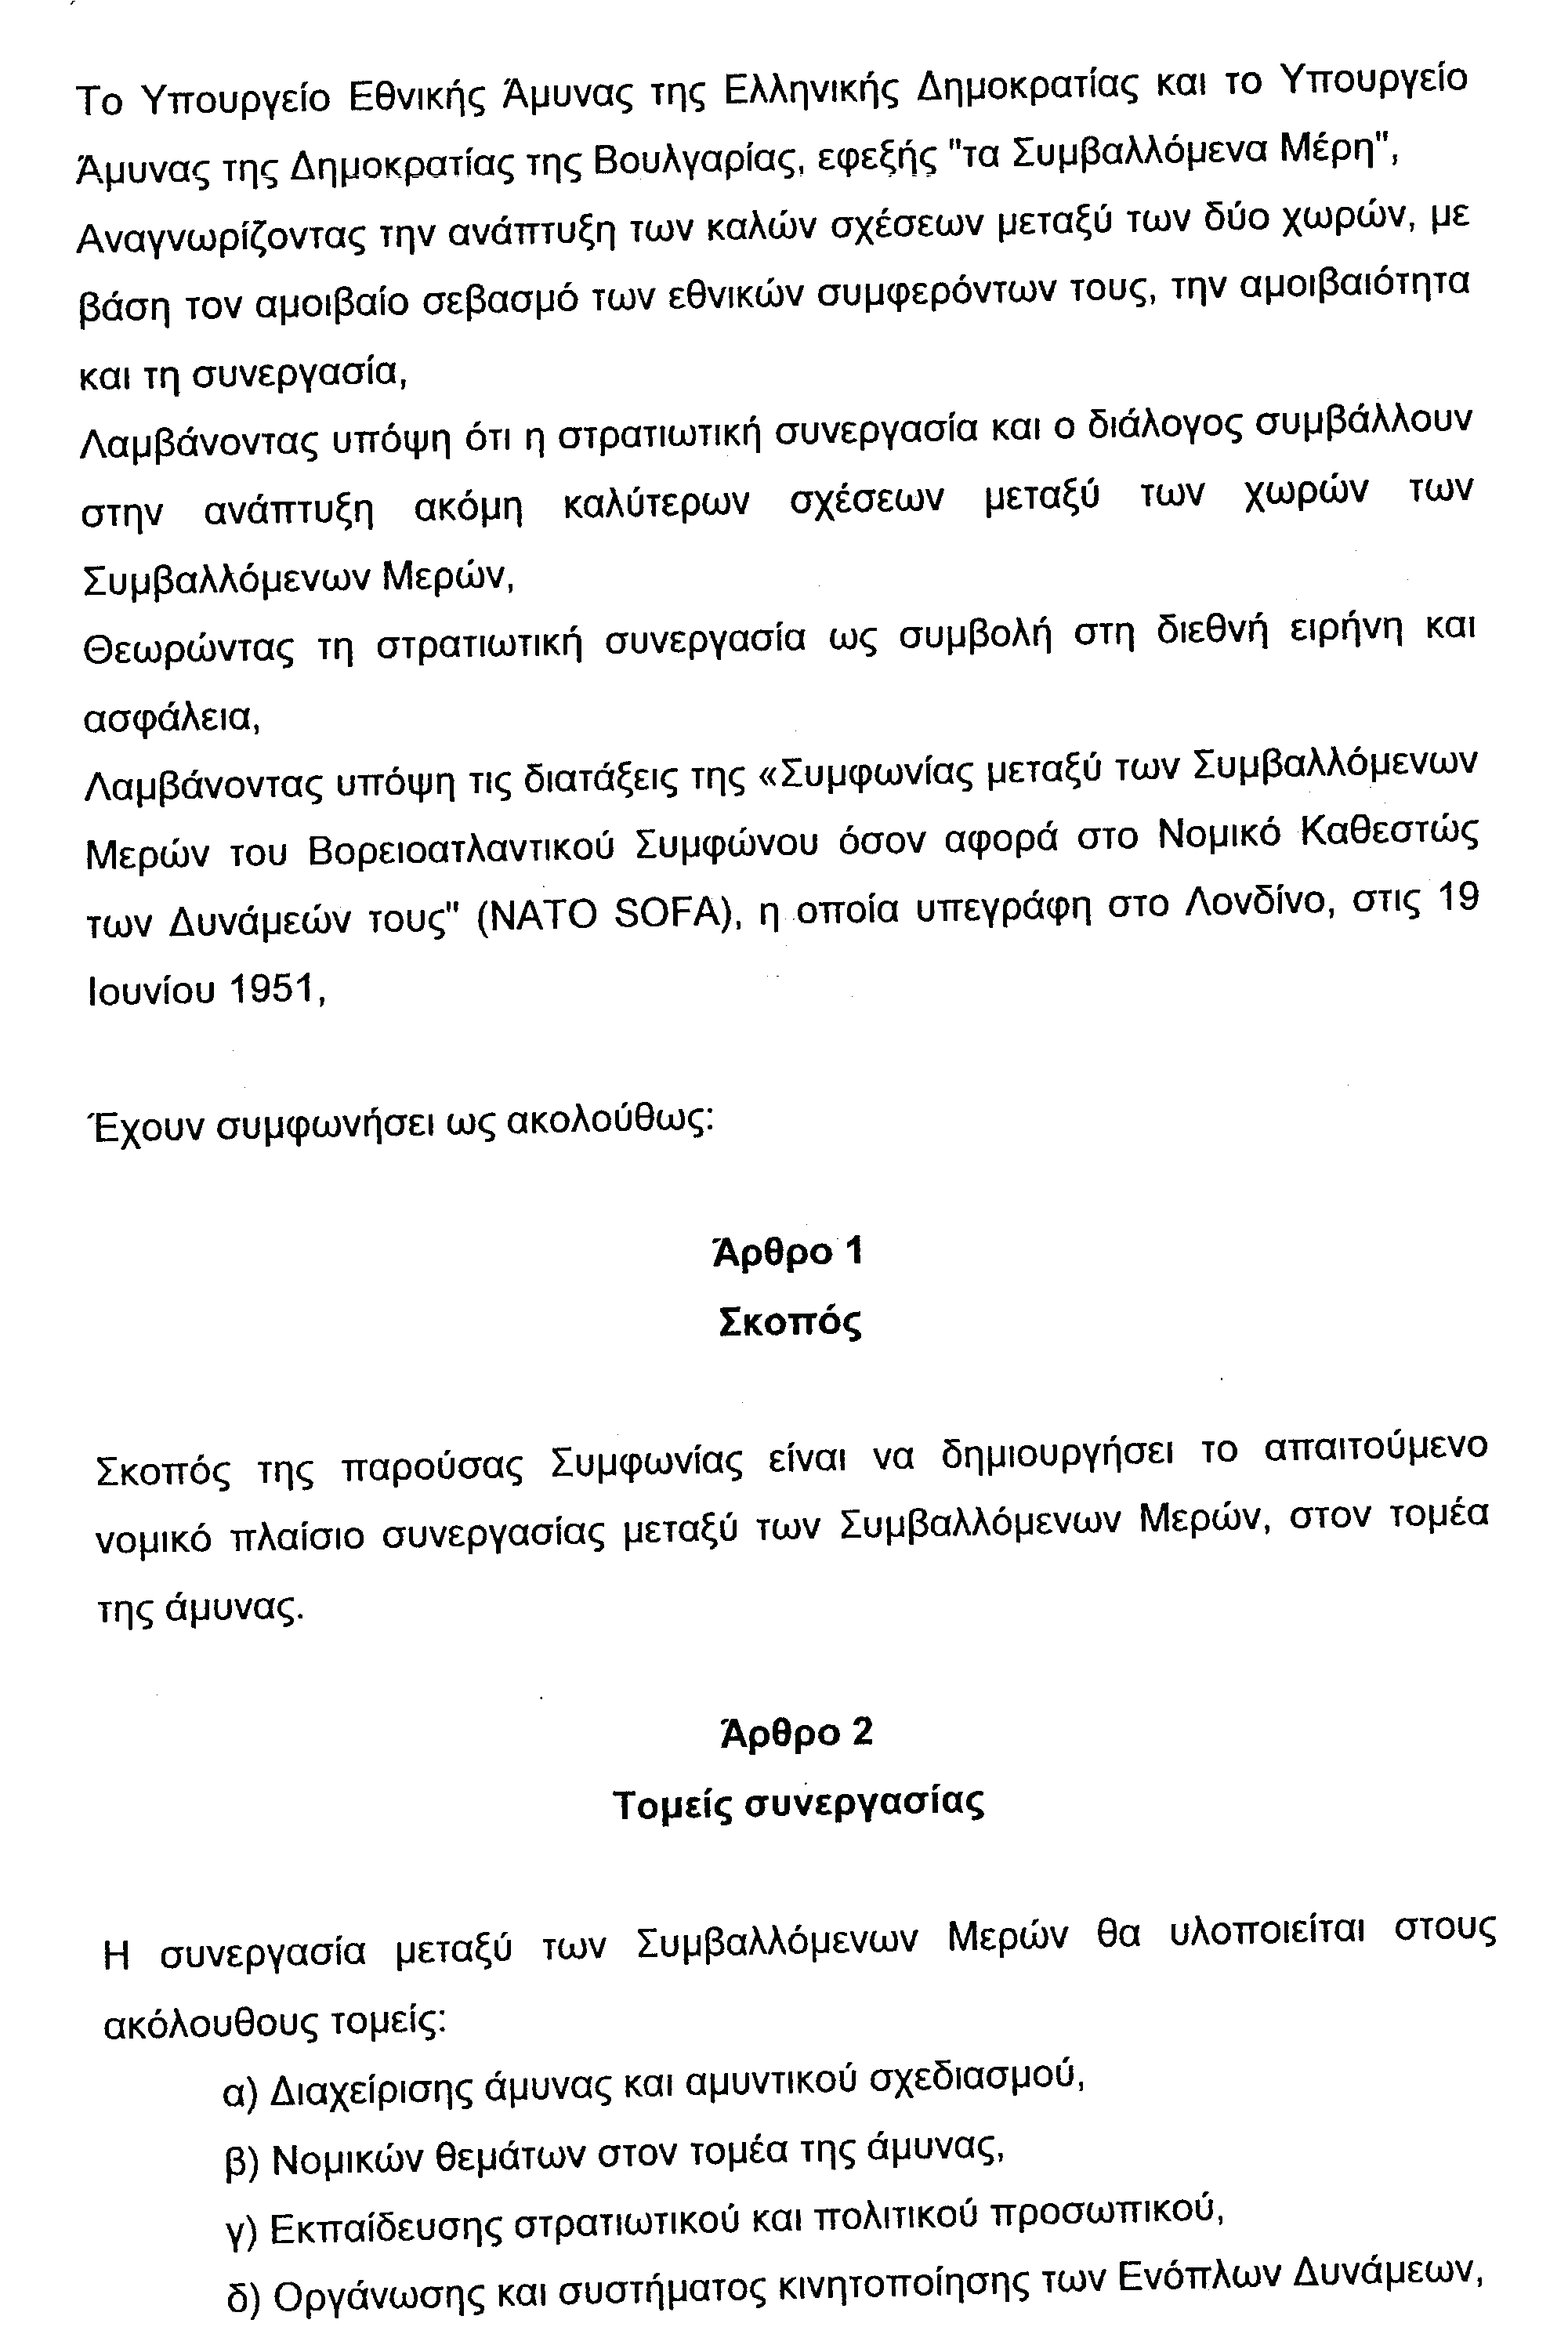 Το Υπουργείο Εθνικής Άμυνας της Ελληνικής Δημοκρατίας και το Υπουργείο
Άμυνας της Δημοκρατίας της Βουλγαρίας, εφεξής "τα Συμβαλλόμενα Μέρη",
Αναγνωρίζοντας την ανάπτυξη των καλών σχέσεων μεταξύ των δύο χωρών, με
βάση τον αμοιβαίο σεβασμό των εθνικών συμφερόντων τους, την αμοιβαιότητα
και τη συνεργασία,
Λαμβάνοντας υπόψη ότι η στρατιωτική συνεργασία και ο διάλογος συμβάλλουν
στην ανάπτυξη ακόμη καλύτερων σχέσεων μεταξύ των χωρών των
Συμβαλλόμενων Μερών,
Θεωρώντας τη στρατιωτική συνεργασία ως συμβολή στη διεθνή ειρήνη και
ασφάλεια,
Λαμβάνοντας υπόψη τις διατάξεις της «Συμφωνίας μεταξύ των Συμβαλλόμενων
Μερών του Βορειοατλαντικού Συμφώνου όσον αφορά στο Νομικό Καθεστώς
των Δυνάμεών τους" (NATO SOFA), η οποία υπεγράφη στο Λονδίνο, στις 19
Ιουνίου 1951,
Έχουν συμφωνήσει ως ακολούθως:
Άρθρο 1
Σκοπός
Σκοπός της παρούσας Συμφωνίας είναι να δημιουργήσει το απαιτούμενο
νομικό πλαίσιο συνεργασίας μεταξύ των Συμβαλλόμενων Μερών, στον τομέα
της άμυνας.
Άρθρο 2
Τομείς συνεργασίας
Η συνεργασία μεταξύ των Συμβαλλόμενων Μερών θα υλοποιείται στους
ακόλουθους τομείς:
α) Διαχείρισης άμυνας και αμυντικού σχεδιασμού,
β) Νομικών θεμάτων στον τομέα της άμυνας,
γ) Εκπαίδευσης στρατιωτικού και πολιτικού προσωπικού,
δ) Οργάνωσης και συστήματος κινητοποίησης των Ενόπλων Δυνάμεων,